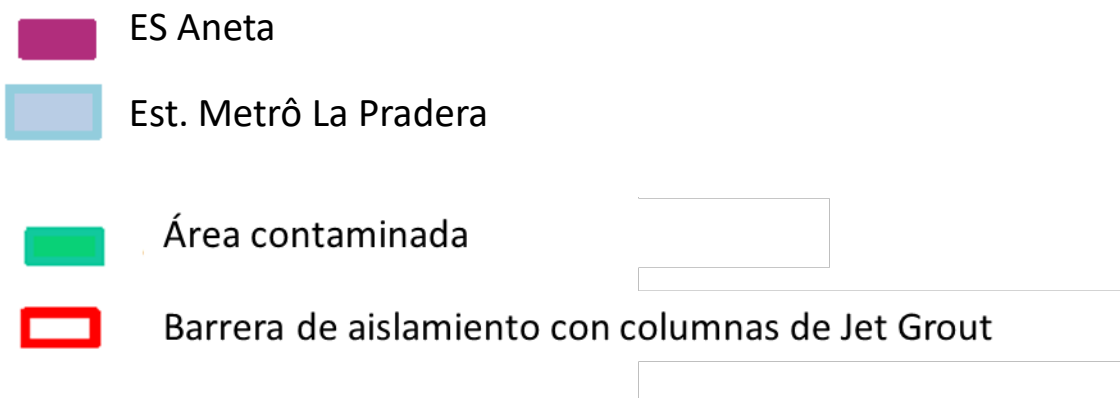 ES Aneta
Est. Metrô La Pradera
Área contaminada
Barrera de aislamiento con columnas de Jet Grout